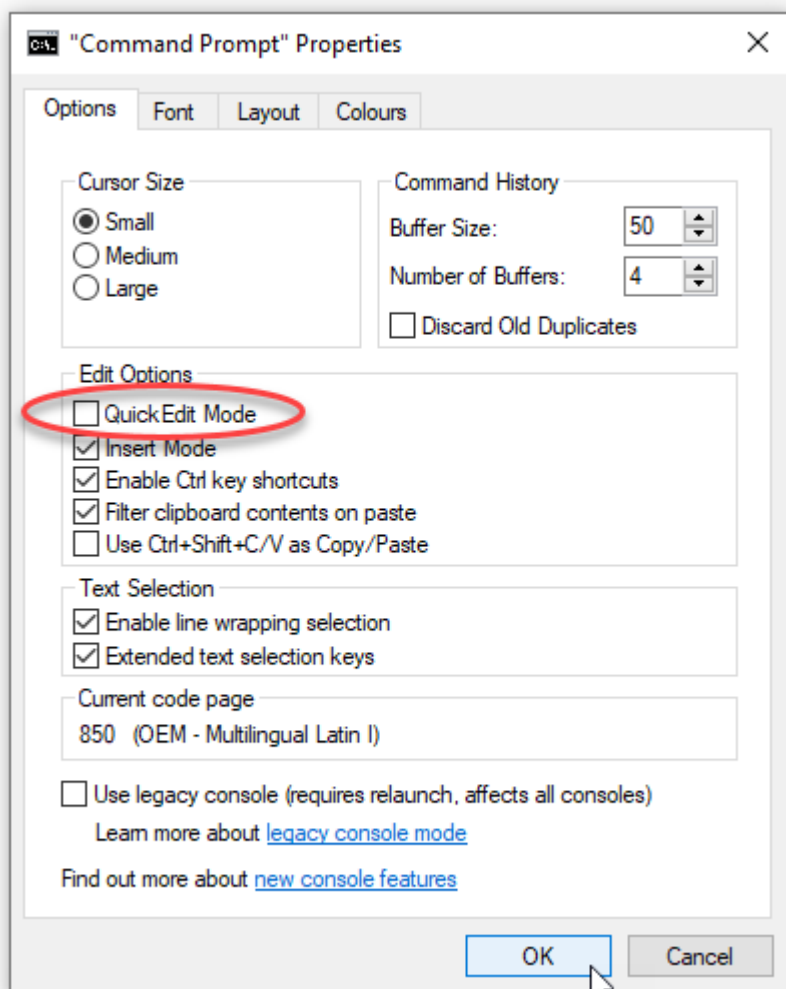 C:\. "Command Prompt" Properties
Options Font Layout Colours
Cursor Size
Small
Medium
Large
Command History
Buffer Size: 50
Number of Buffers: 4
Discard Old Duplicates
Edit Options
QuickEdit Mode
Insert Mode
Enable Ctrl key shortcuts
Filter clipboard contents on paste
Use Ctrl+Shift+C/V as Copy/Paste
Text Selection
Enable line wrapping selection
Extended text selection keys
Current code page
850 (OEM - Multilingual Latin I)
Use legacy console (requires relaunch, affects all consoles)
Learn more about legacy console mode
Find out more about new console features
OK Cancel